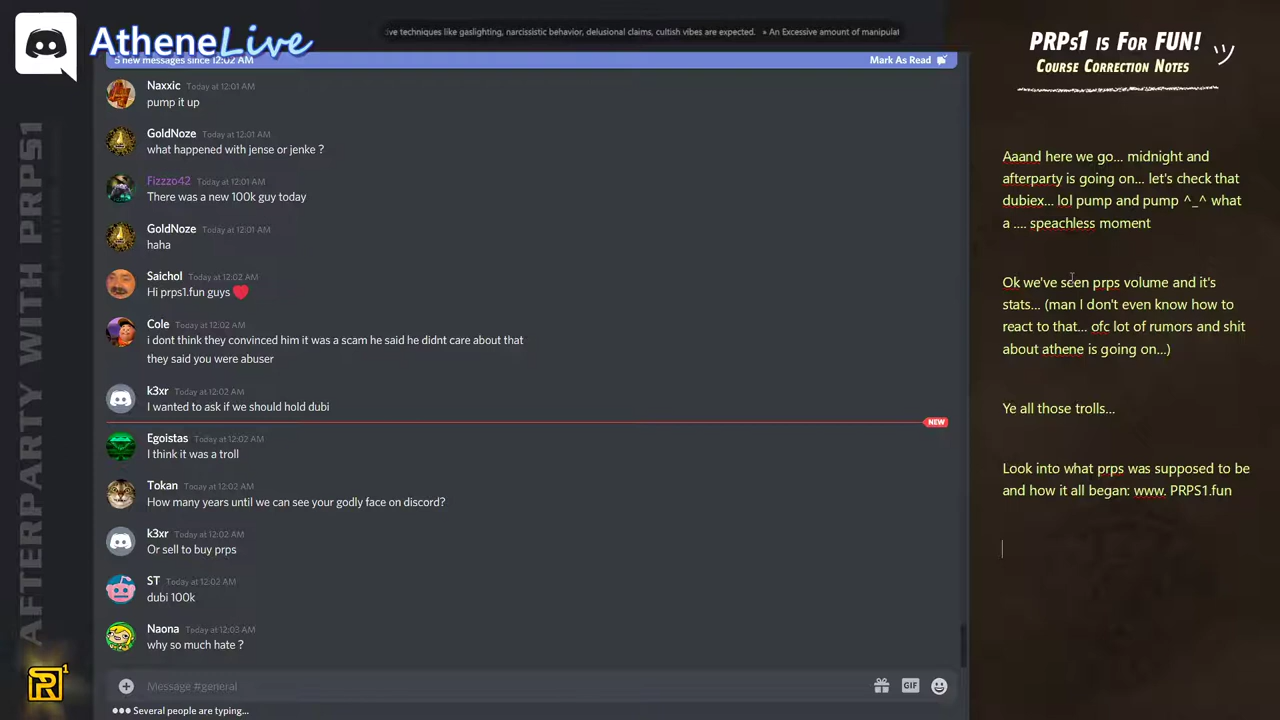 AtheneLive
ive techniques like gaslighting, narcissistic behavior, delusional claims, cultish vibes are expected. » An Excessive amount of manipulat
5 new messages since 12:02 AM
Mark As Read
Naxxic Today at 12:01 AM
pump it up
GoldNoze Today at 12:01 AM
what happened with jense or jenke ?
Fizzzo42 Today at 12:01 AM
There was a new 100k guy today
GoldNoze Today at 12:01 AM
haha
Saichol Today at 12:02 AM
Hi prps1.fun guys ❤
Cole Today at 12:02 AM
i dont think they convinced him it was a scam he said he didnt care about that
they said you were abuser
k3xr Today at 12:02 AM
I wanted to ask if we should hold dubi
NEW
Egoistas Today at 12:02 AM
I think it was a troll
Tokan Today at 12:02 AM
How many years until we can see your godly face on discord?
k3xr Today at 12:02 AM
Or sell to buy prps
ST Today at 12:02 AM
dubi 100k
Naona Today at 12:03 AM
why so much hate ?
Message #general
GIF
Several people are typing...
AFTERPARTY WITH PRPS1
R1
PRPs1 is For FUN! ツ
Course Correction Notes
Aaand here we go... midnight and
afterparty is going on... let's check that
dubiex... lol pump and pump ^_^ what
a .... speachless moment
Ok we've seen prps volume and it's
stats... (man I don't even know how to
react to that... ofc lot of rumors and shit
about athene is going on...)
Ye all those trolls...
Look into what prps was supposed to be
and how it all began: www. PRPS1.fun